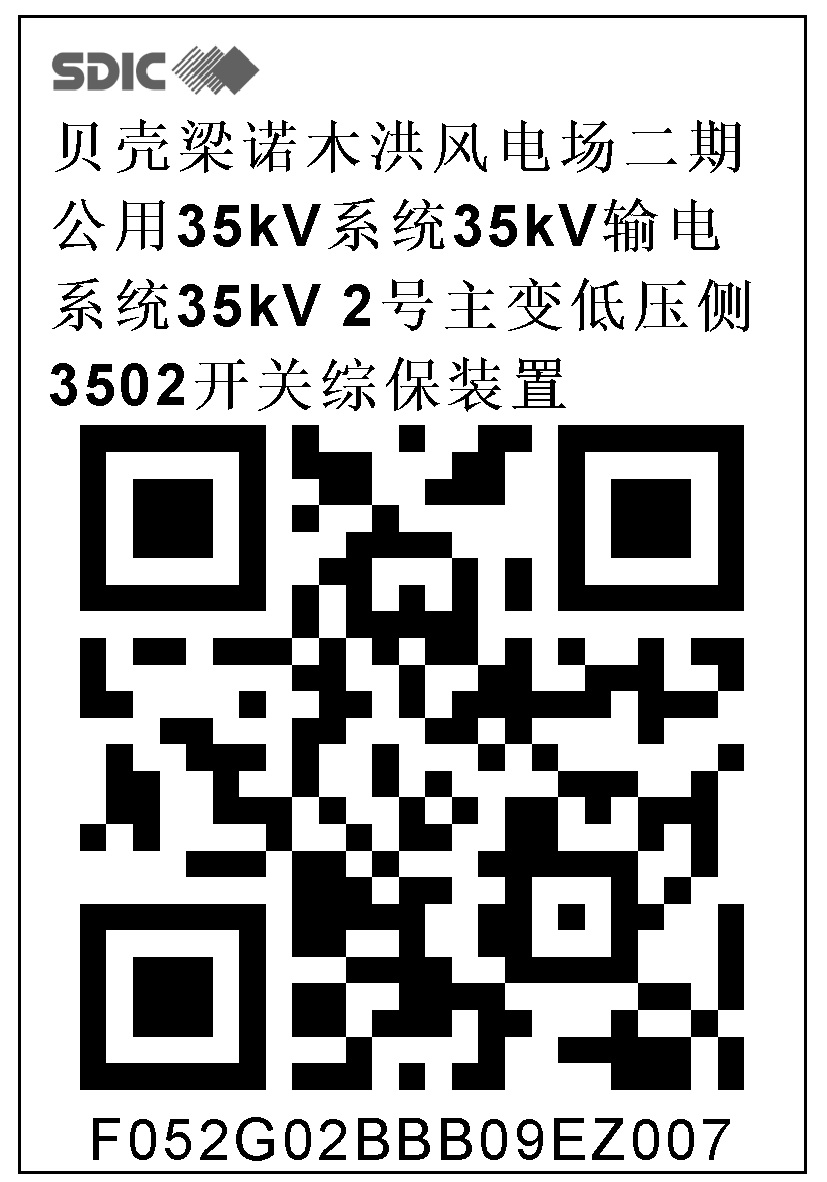 SDIC
贝壳梁诺木洪风电场二期
公用35kV系统35kV输电
系统35kV 2号主变低压侧
3502开关综保装置
F052G02BBB09EZ007